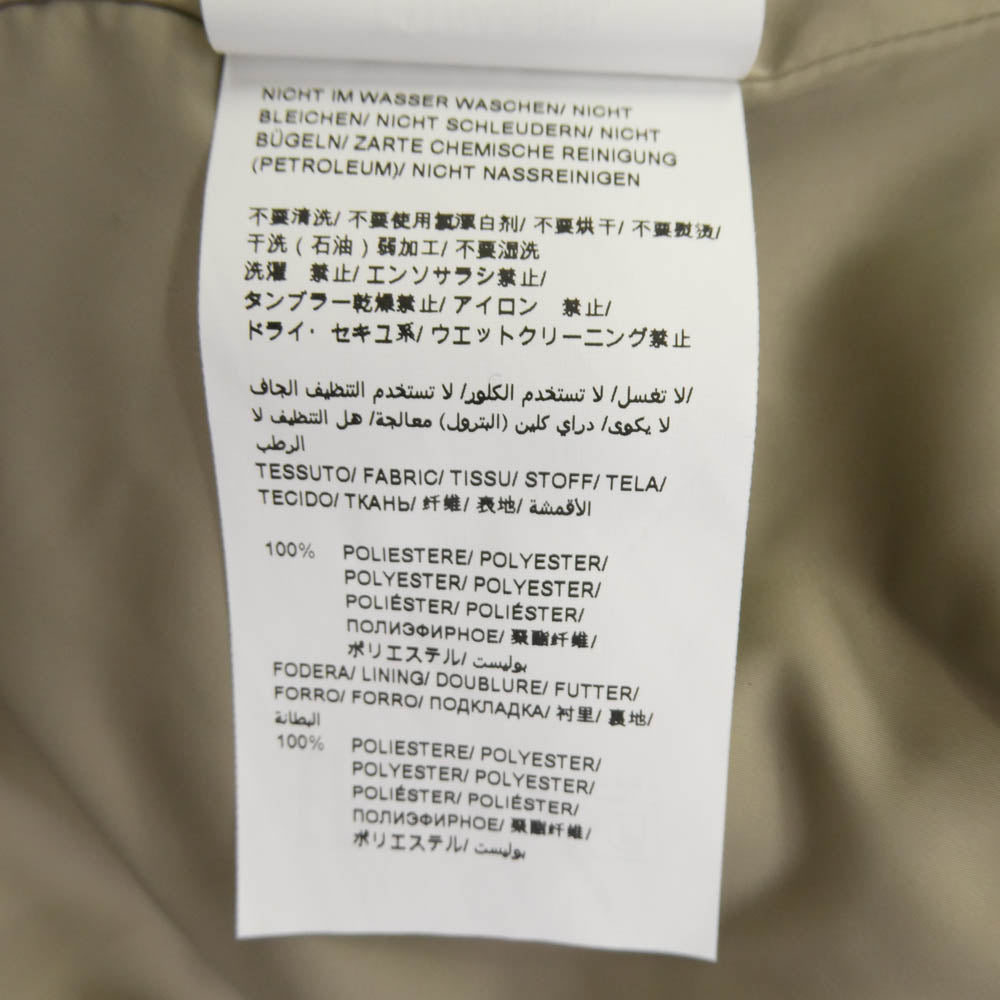 NICHT IM WASSER WASCHEN/ NICHT
BLEICHEN/ NICHT SCHLEUDERN/ NICHT
BÜGELN/ ZARTE CHEMISCHE REINIGUNG
(PETROLEUM)/ NICHT NASSREINIGEN
不要清洗/ 不要使用氯漂白剂/ 不要烘干/ 不要熨烫/
干洗（石油）弱加工/ 不要湿洗
洗濯　禁止/ エンソサラシ禁止/
タンブラー乾燥禁止/ アイロン　禁止/
ドライ・セキユ系/ ウエットクリーニング禁止
لا تغسل/ لا تستخدم الكلور/ لا تستخدم التنظيف الجاف/
لا يكوى/ دراي كلين (البترول) معالجة/ هل التنظيف لا
الرطب
TESSUTO/ FABRIC/ TISSU/ STOFF/ TELA/
TECIDO/ ТКАНЬ/ 纤维/ 表地/ الأقمشة
100% POLIESTERE/ POLYESTER/
POLYESTER/ POLYESTER/
POLIÉSTER/ POLIÉSTER/
ПОЛИЭФИРНОЕ/ 聚酯纤维/
ポリエステル/ بوليست
FODERA/ LINING/ DOUBLURE/ FUTTER/
FORRO/ FORRO/ ПОДКЛАДКА/ 衬里/ 裏地/
البطانة
100% POLIESTERE/ POLYESTER/
POLYESTER/ POLYESTER/
POLIÉSTER/ POLIÉSTER/
ПОЛИЭФИРНОЕ/ 聚酯纤维/
ポリエステル/ بوليست